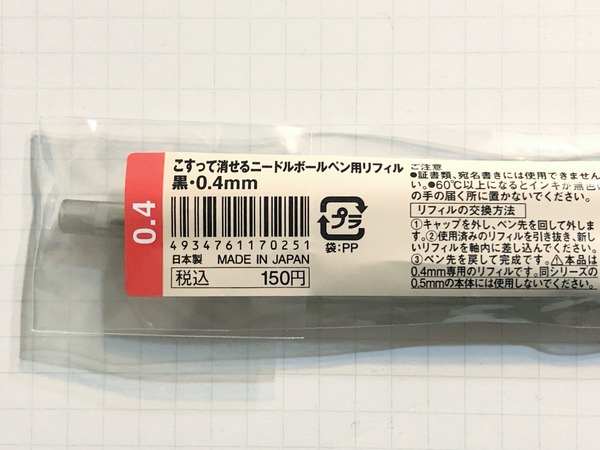 0.4
こすって消せるニードルボールペン用リフィル
黒・0.4mm
4934761170251
日本製 MADE IN JAPAN
税込 150円
プラ
袋:PP
ご注意
●証書類、宛名書きには使用できません
い。●60℃以上になるとインキが無色に
の手の届く所に置かないでください。
リフィルの交換方法
①キャップを外し、ペン先を回して外しま
す。②使用済みのリフィルを引き抜き、新し
いリフィルを軸内に差し込んでください。
③ペン先を戻して完成です。⚠本品は
0.4mm専用のリフィルです。同シリーズの
0.5mmの本体には使用しないでください。